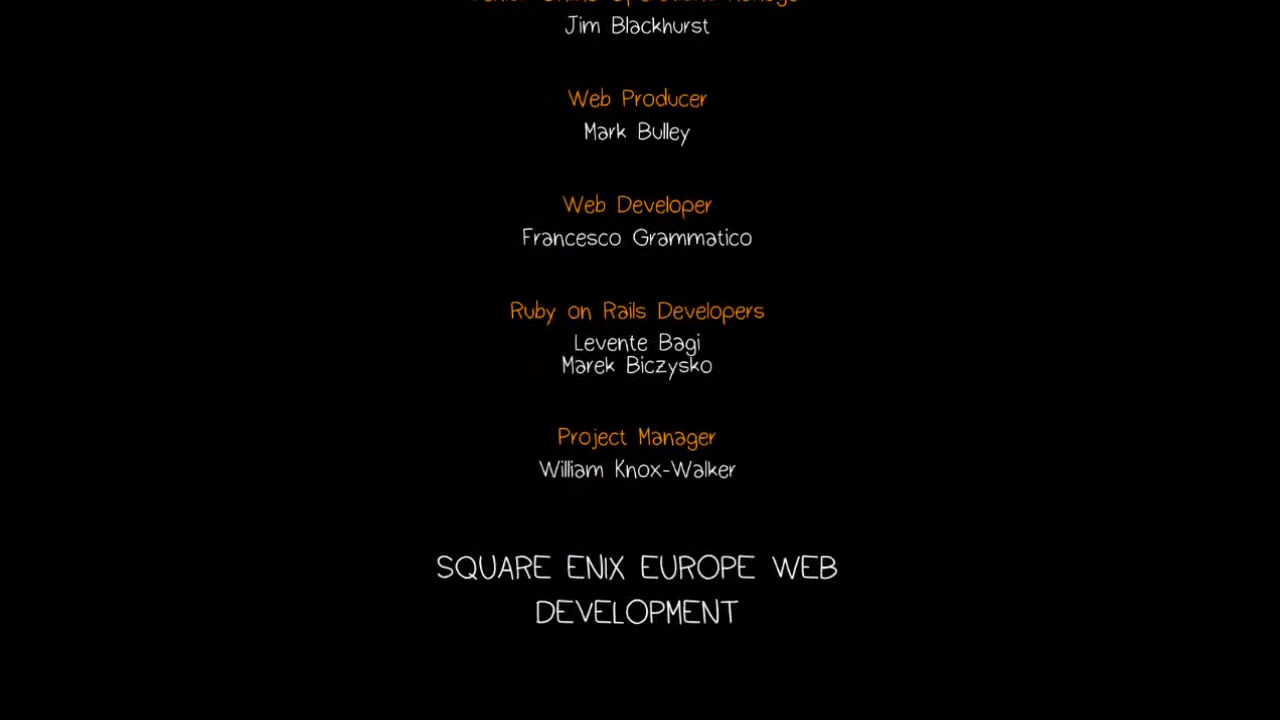 Jim Blackhurst
Web Producer
Mark Bulley
Web Developer
Francesco Grammatico
Ruby on Rails Developers
Levente Bagi
Marek Biczysko
Project Manager
William Knox-Walker
SQUARE ENIX EUROPE WEB
DEVELOPMENT